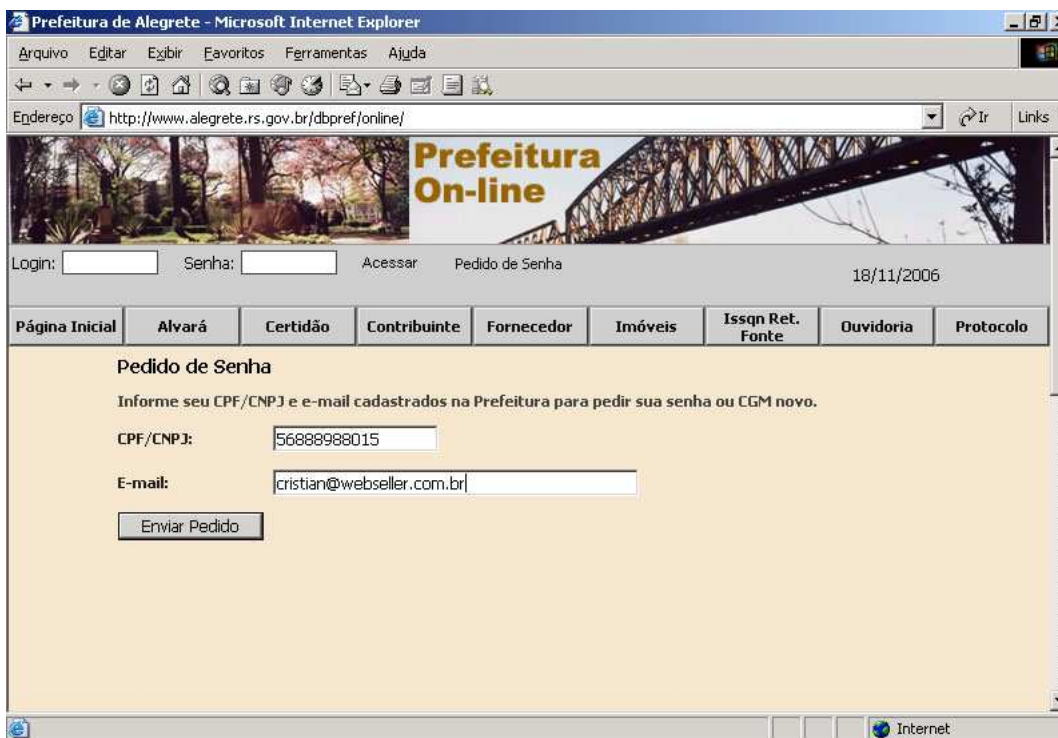 Prefeitura de Alegrete - Microsoft Internet Explorer
Arquivo Editar Exibir Favoritos Ferramentas Ajuda
Endereço http://www.alegrete.rs.gov.br/dbpref/online/ Ir Links
Prefeitura
On-line
Login: Senha: Acessar Pedido de Senha
18/11/2006
Página Inicial Alvará Certidão Contribuinte Fornecedor Imóveis Issqn Ret. Fonte Ouvidoria Protocolo
Pedido de Senha
Informe seu CPF/CNPJ e e-mail cadastrados na Prefeitura para pedir sua senha ou CGM novo.
CPF/CNPJ: 56888988015
E-mail: cristian@webseller.com.br
Enviar Pedido
Internet